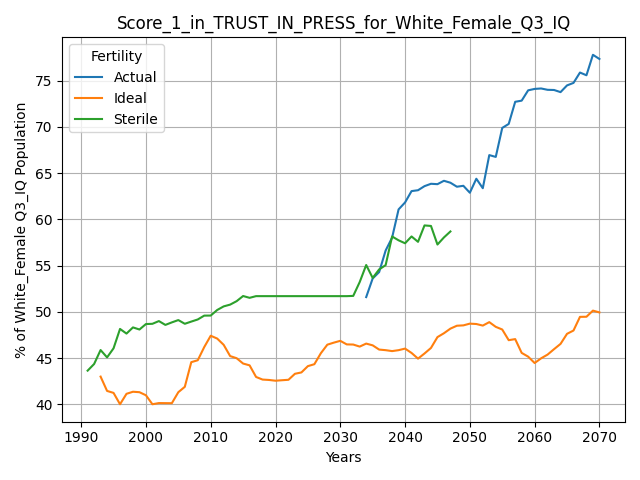 Score_1_in_TRUST_IN_PRESS_for_White_Female_Q3_IQ
Fertility
Actual
Ideal
Sterile
% of White_Female Q3_IQ Population
75
70
65
60
55
50
45
40
1990 2000 2010 2020 2030 2040 2050 2060 2070
Years